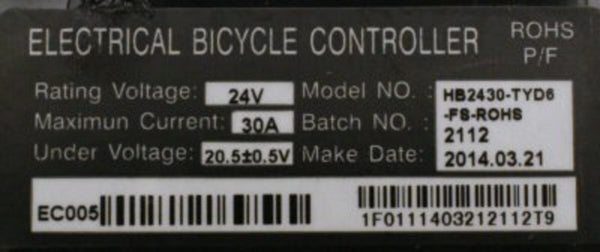 ELECTRICAL BICYCLE CONTROLLER ROHS P/F
Rating Voltage: 24V Model NO. : HB2430-TYD6
Maximun Current: 30A Batch NO. : -FS-ROHS
2112
Under Voltage: 20.5±0.5V Make Date: 2014.03.21
EC005
1F0111403212112T9